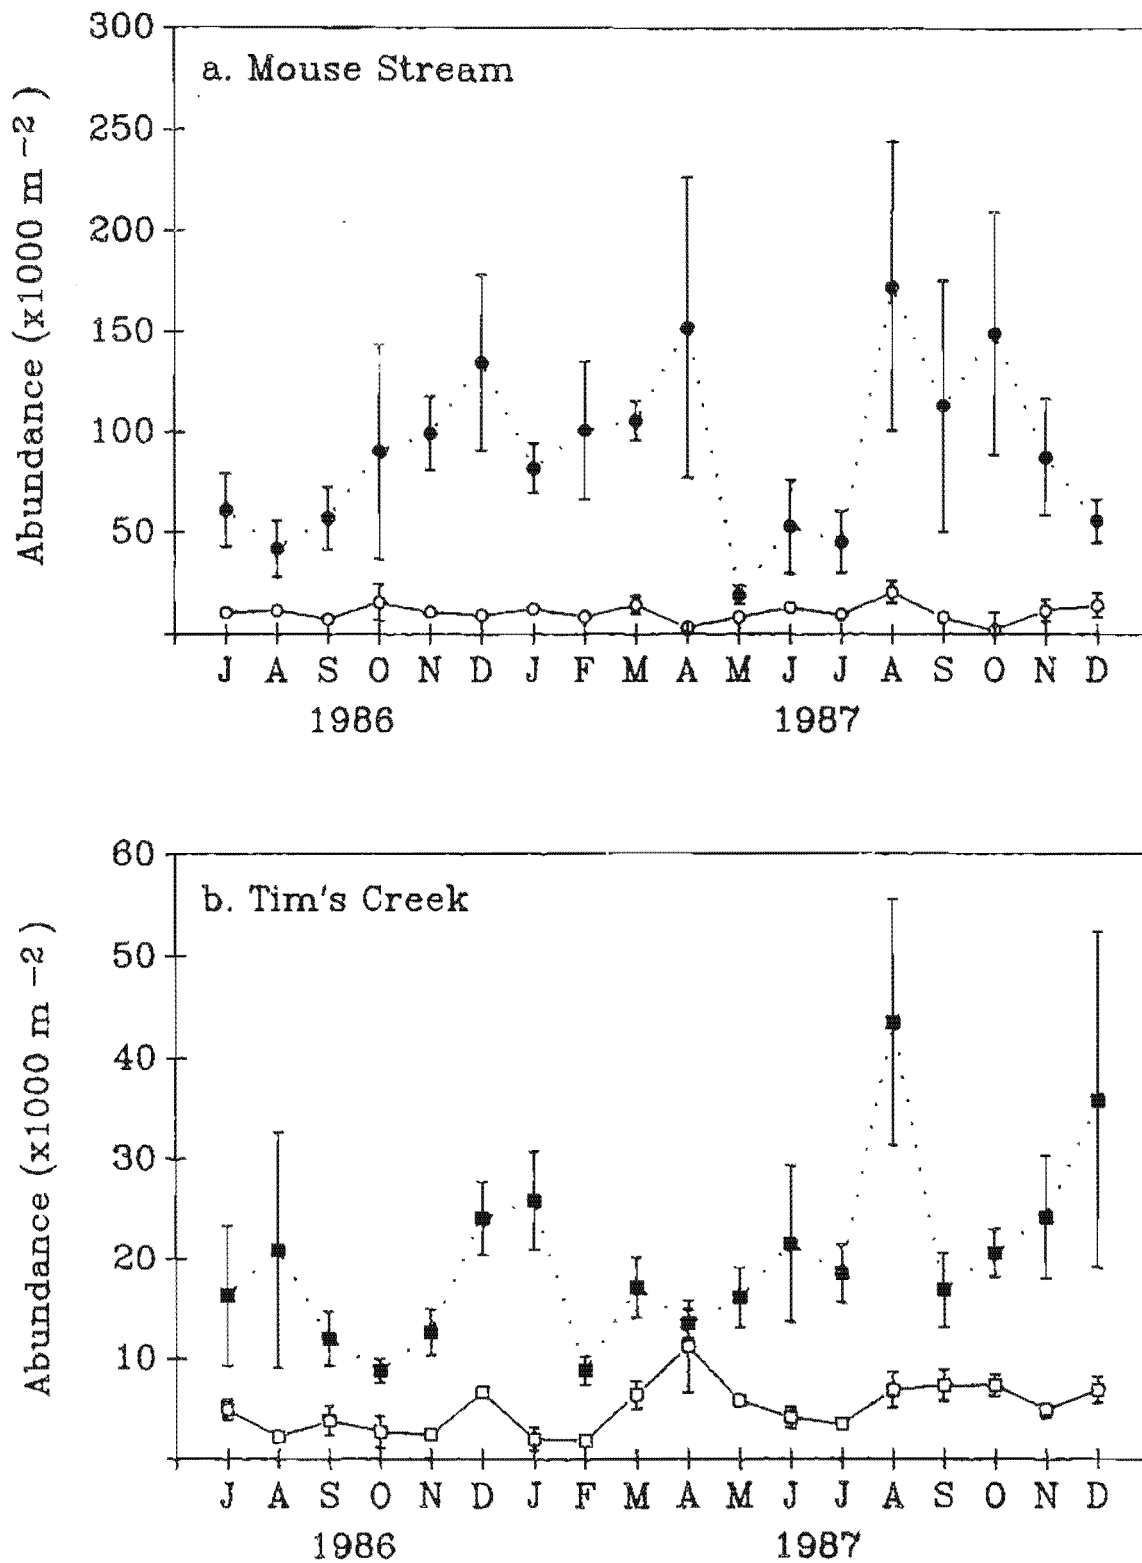 300
a. Mouse Stream
250
200
150
100
50
Abundance (x1000 m -2)
J A S O N D J F M A M J J A S O N D
1986 1987
60
b. Tim's Creek
50
40
30
20
10
Abundance (x1000 m -2)
J A S O N D J F M A M J J A S O N D
1986 1987